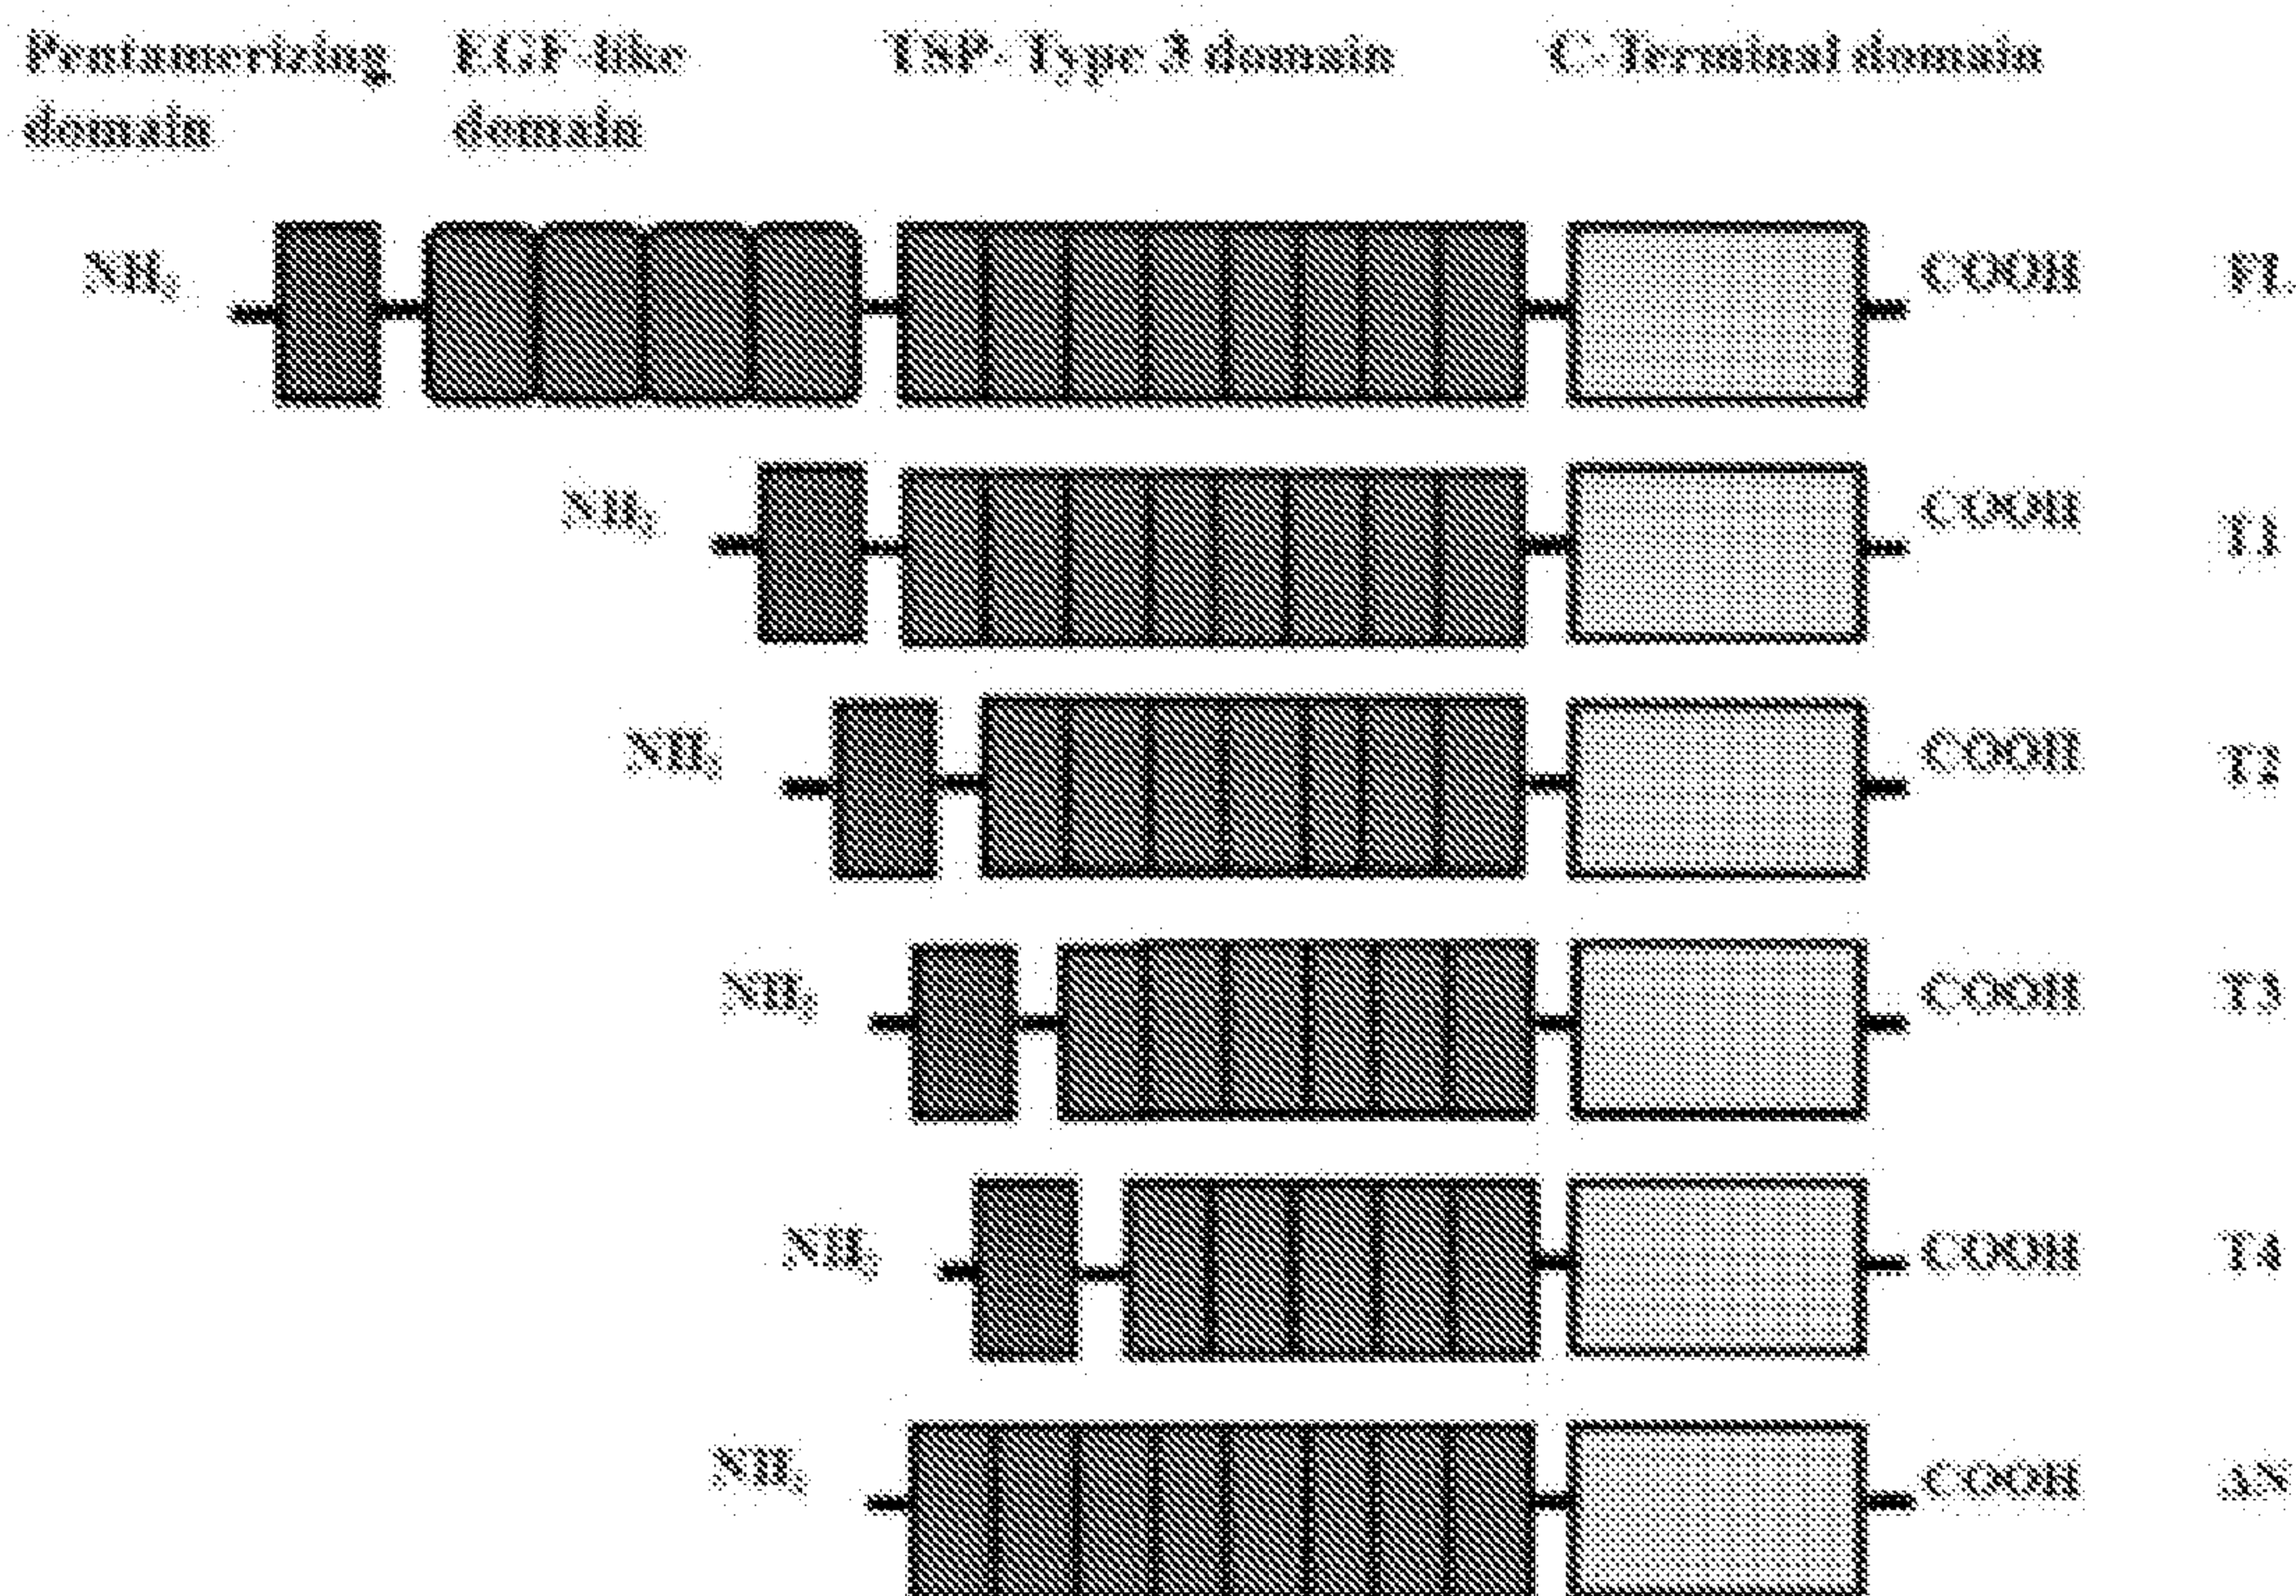 Pentamerizing domain
EGF-like domain
TSP- Type 3 domain
C-Terminal domain
NH₂ COOH FL
NH₂ COOH T1
NH₂ COOH T2
NH₂ COOH T3
NH₂ COOH T4
NH₂ COOH ΔN